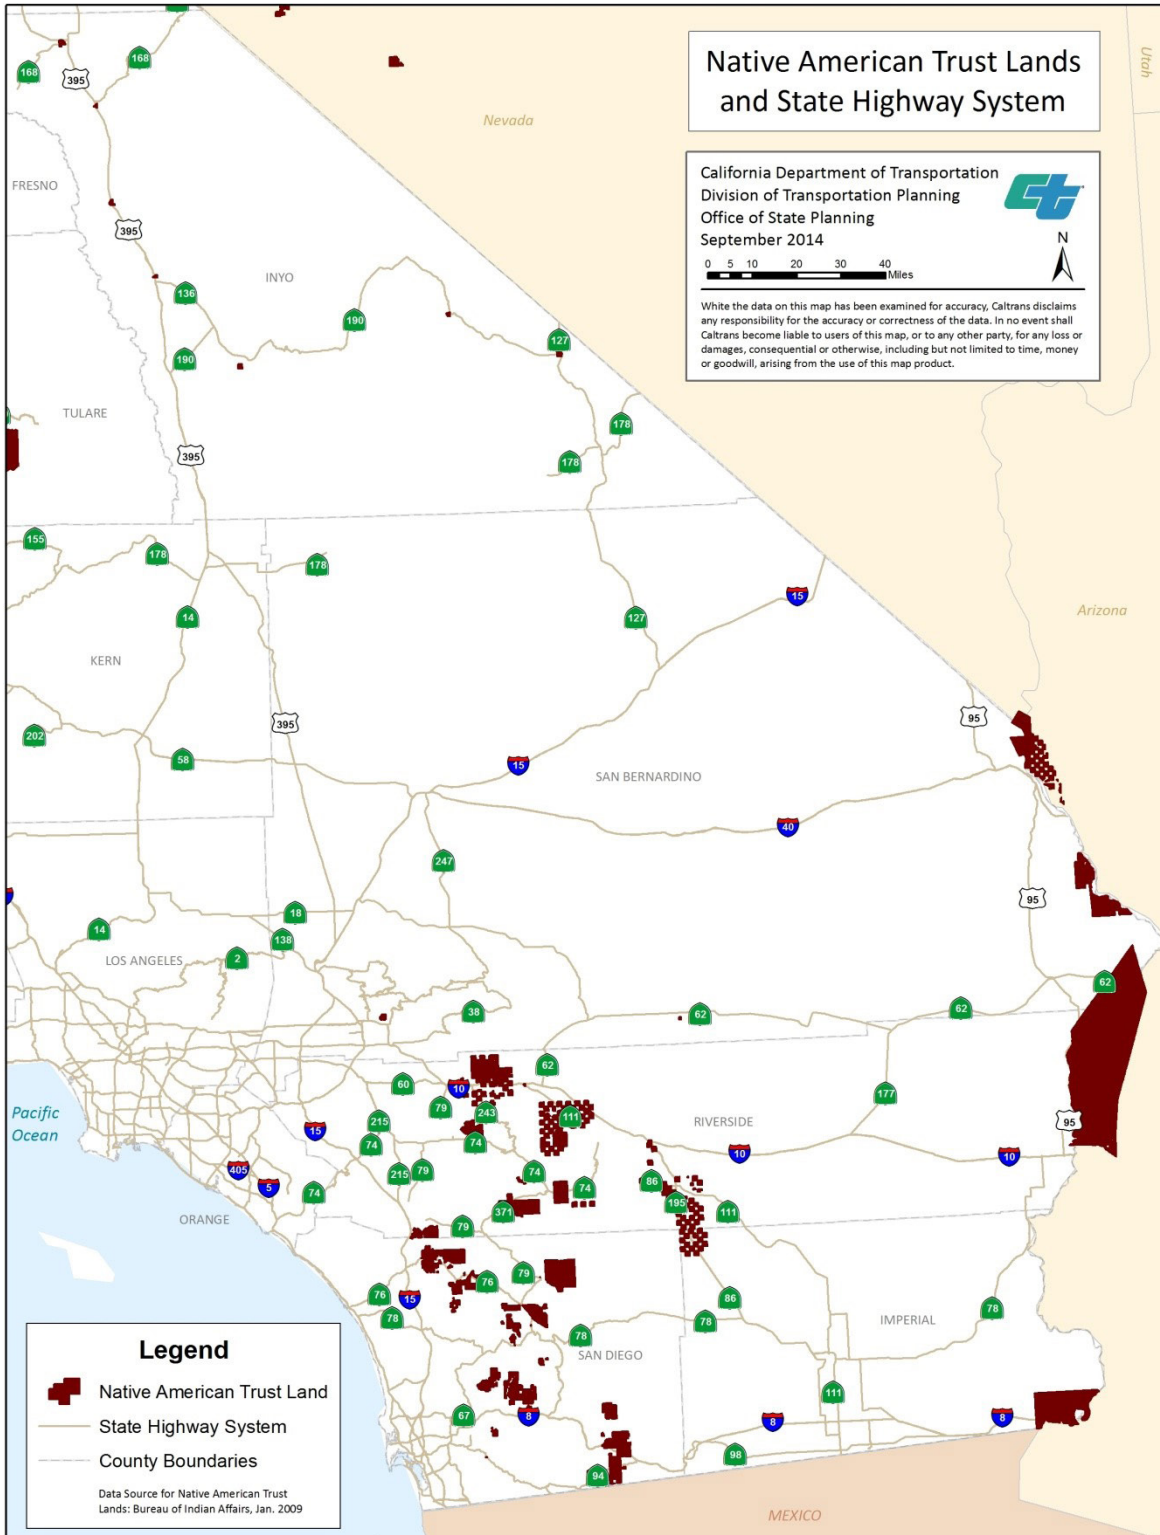 Native American Trust Lands
and State Highway System
California Department of Transportation
Division of Transportation Planning
Office of State Planning
September 2014
Ct
N
0 5 10 20 30 40
Miles
White the data on this map has been examined for accuracy, Caltrans disclaims
any responsibility for the accuracy or correctness of the data. In no event shall
Caltrans become liable to users of this map, or to any other party, for any loss or
damages, consequential or otherwise, including but not limited to time, money
or goodwill, arising from the use of this map product.
168
168
395
Nevada
Utah
FRESNO
395
INYO
136
190
127
190
TULARE
178
395
178
155
178
178
15
14
127
Arizona
KERN
395
95
202
58
15
SAN BERNARDINO
40
247
95
18
14
138
LOS ANGELES
2
62
38
62
62
62
60
10
79
243
111
177
Pacific
Ocean
15
215
74
74
RIVERSIDE
95
10
10
405
5
215
79
74
74
74
86
195
111
371
ORANGE
79
79
76
76
15
78
86
78
78
78
IMPERIAL
SAN DIEGO
111
67
8
8
8
98
94
MEXICO
Legend
Native American Trust Land
State Highway System
County Boundaries
Data Source for Native American Trust
Lands: Bureau of Indian Affairs, Jan. 2009